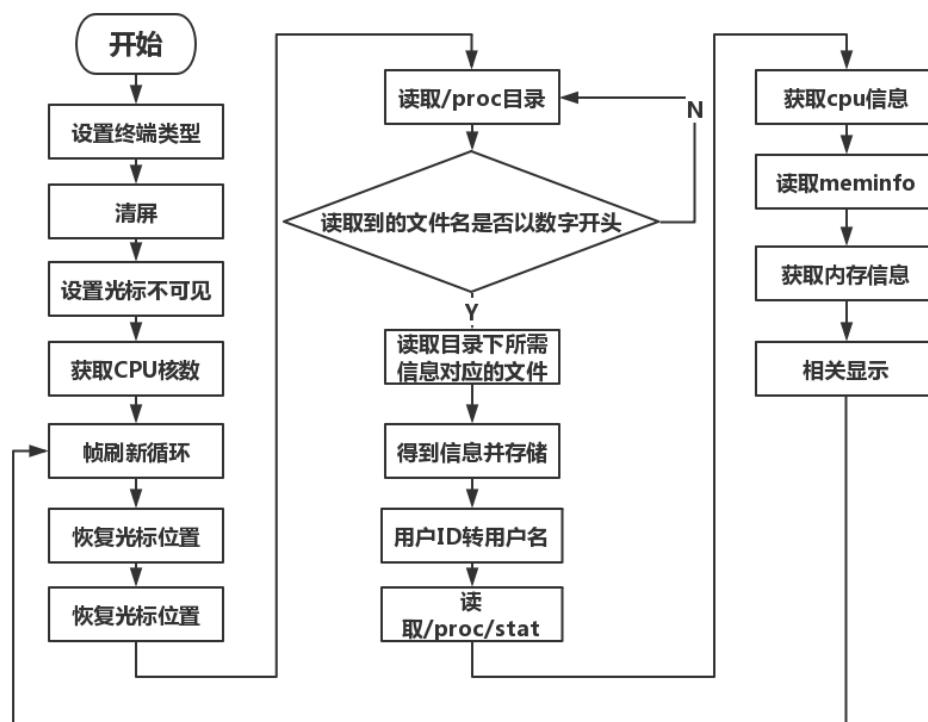 开始
设置终端类型
清屏
设置光标不可见
获取CPU核数
帧刷新循环
恢复光标位置
恢复光标位置
读取/proc目录
N
读取到的文件名是否以数字开头
Y
读取目录下所需
信息对应的文件
得到信息并存储
用户ID转用户名
读
取/proc/stat
获取cpu信息
读取meminfo
获取内存信息
相关显示